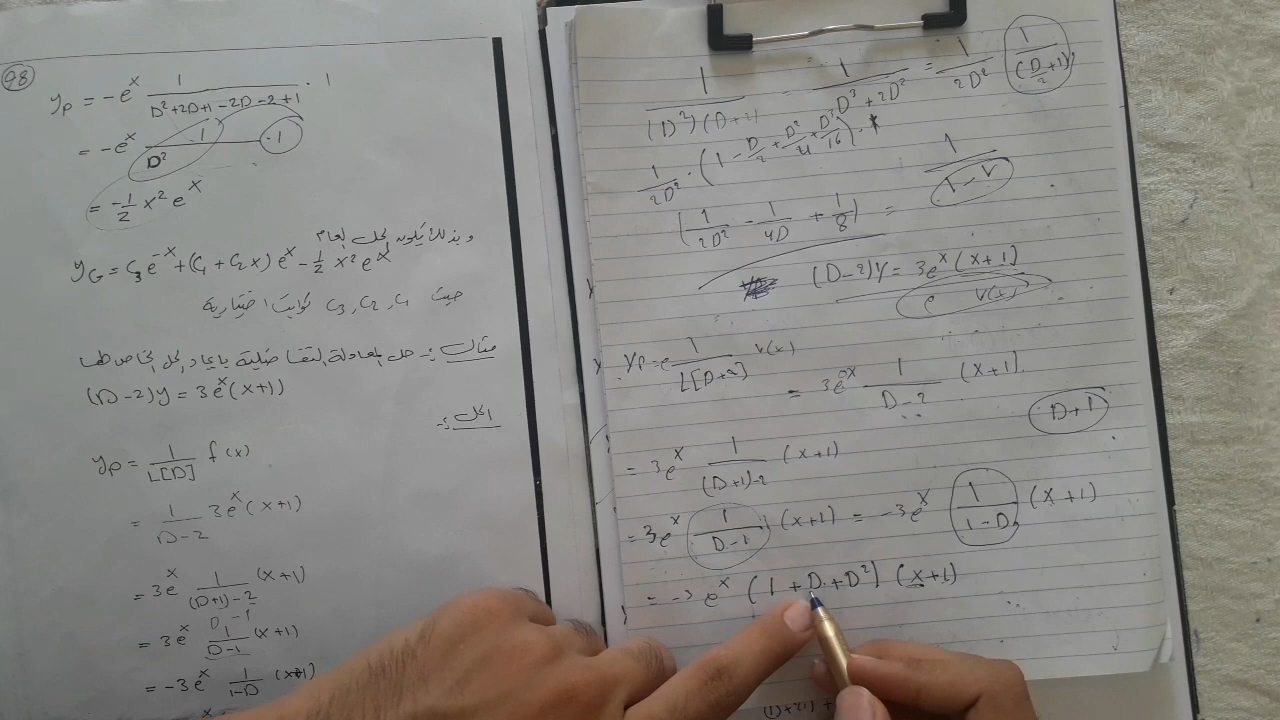 98
yp = -e^x 1/(D²+2D+1-2D-2+1) · 1
= -e^x 1/D² · 1
= -1/2 x² e^x
وبذلك يكون الحل العام
y_G = C₃e^-x + (C₁ + C₂x) e^x - 1/2 x² e^x
حيث C₁, C₂, C₃ ثوابت اختيارية
مثال :- حل المعادلة التفاضلية بايجاد الحل الخاص لها
(D-2)y = 3e^x(x+1)
الحل :-
yp = 1/L[D] f(x)
= 1/(D-2) 3e^x(x+1)
= 3e^x 1/((D+1)-2) (x+1)
D-1
= 3e^x 1/(D-1) (x+1)
= -3e^x 1/(1-D) (x+1)
1/((D²)(D+2)) = 1/(D³+2D²) = 1/2D² 1/(D/2+1)
1/2D² · (1 - D/2 + D²/4 + D³/16) ·
1/(1-V)
(1/2D² - 1/4D + 1/8) =
(D-2)y = 3e^x(x+1)
e V(x)
yp = e 1/L[D+a] V(x)
= 3e^x 1/(D-2) (x+1)
D+1
= 3e^x 1/((D+1)-2) (x+1)
= 3e^x 1/(D-1) (x+1) = -3e^x 1/(1-D) (x+1)
= -3e^x (1+D+D²) (x+1)